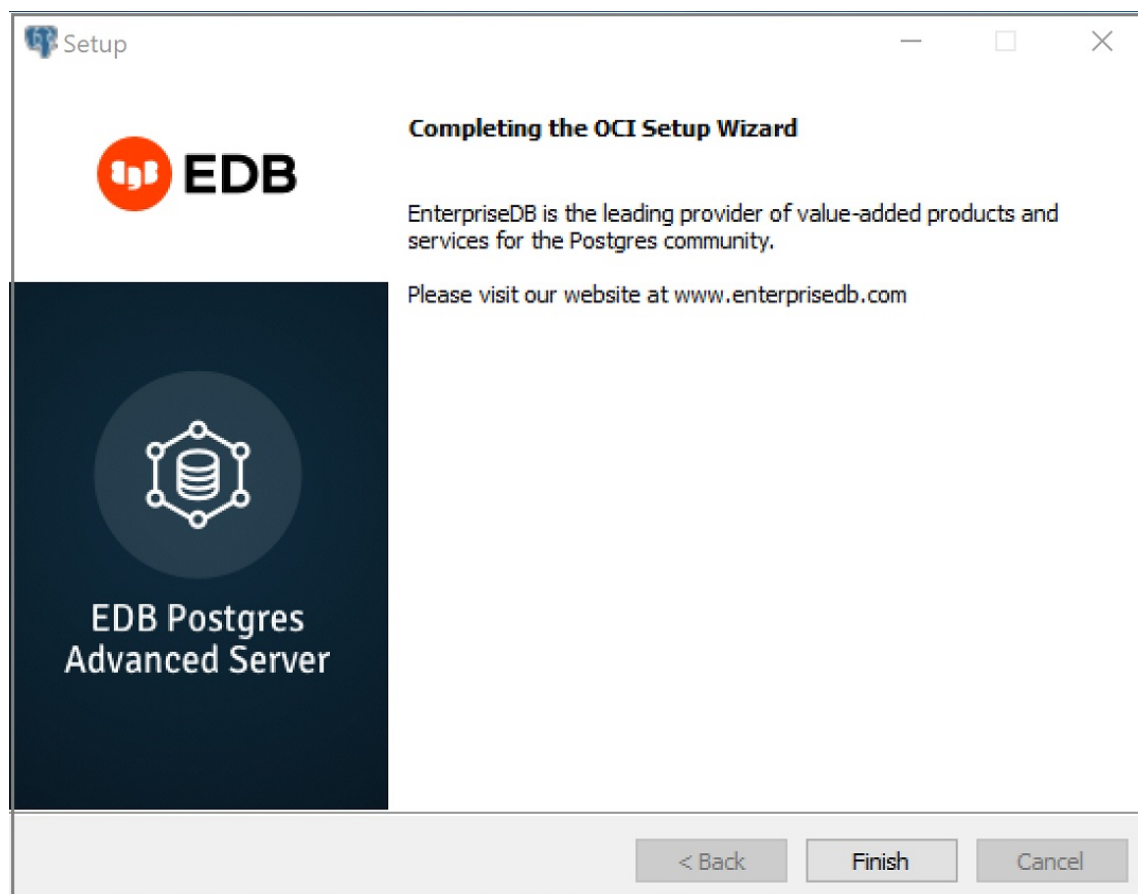 Setup
EDB
Completing the OCI Setup Wizard
EnterpriseDB is the leading provider of value-added products and
services for the Postgres community.
Please visit our website at www.enterprisedb.com
EDB Postgres
Advanced Server
< Back
Finish
Cancel